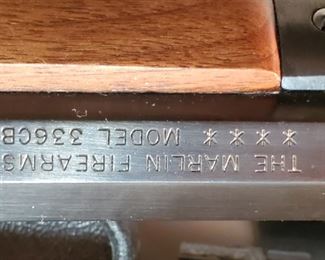 THE MARLIN FIREARMS
**** MODEL 336CB